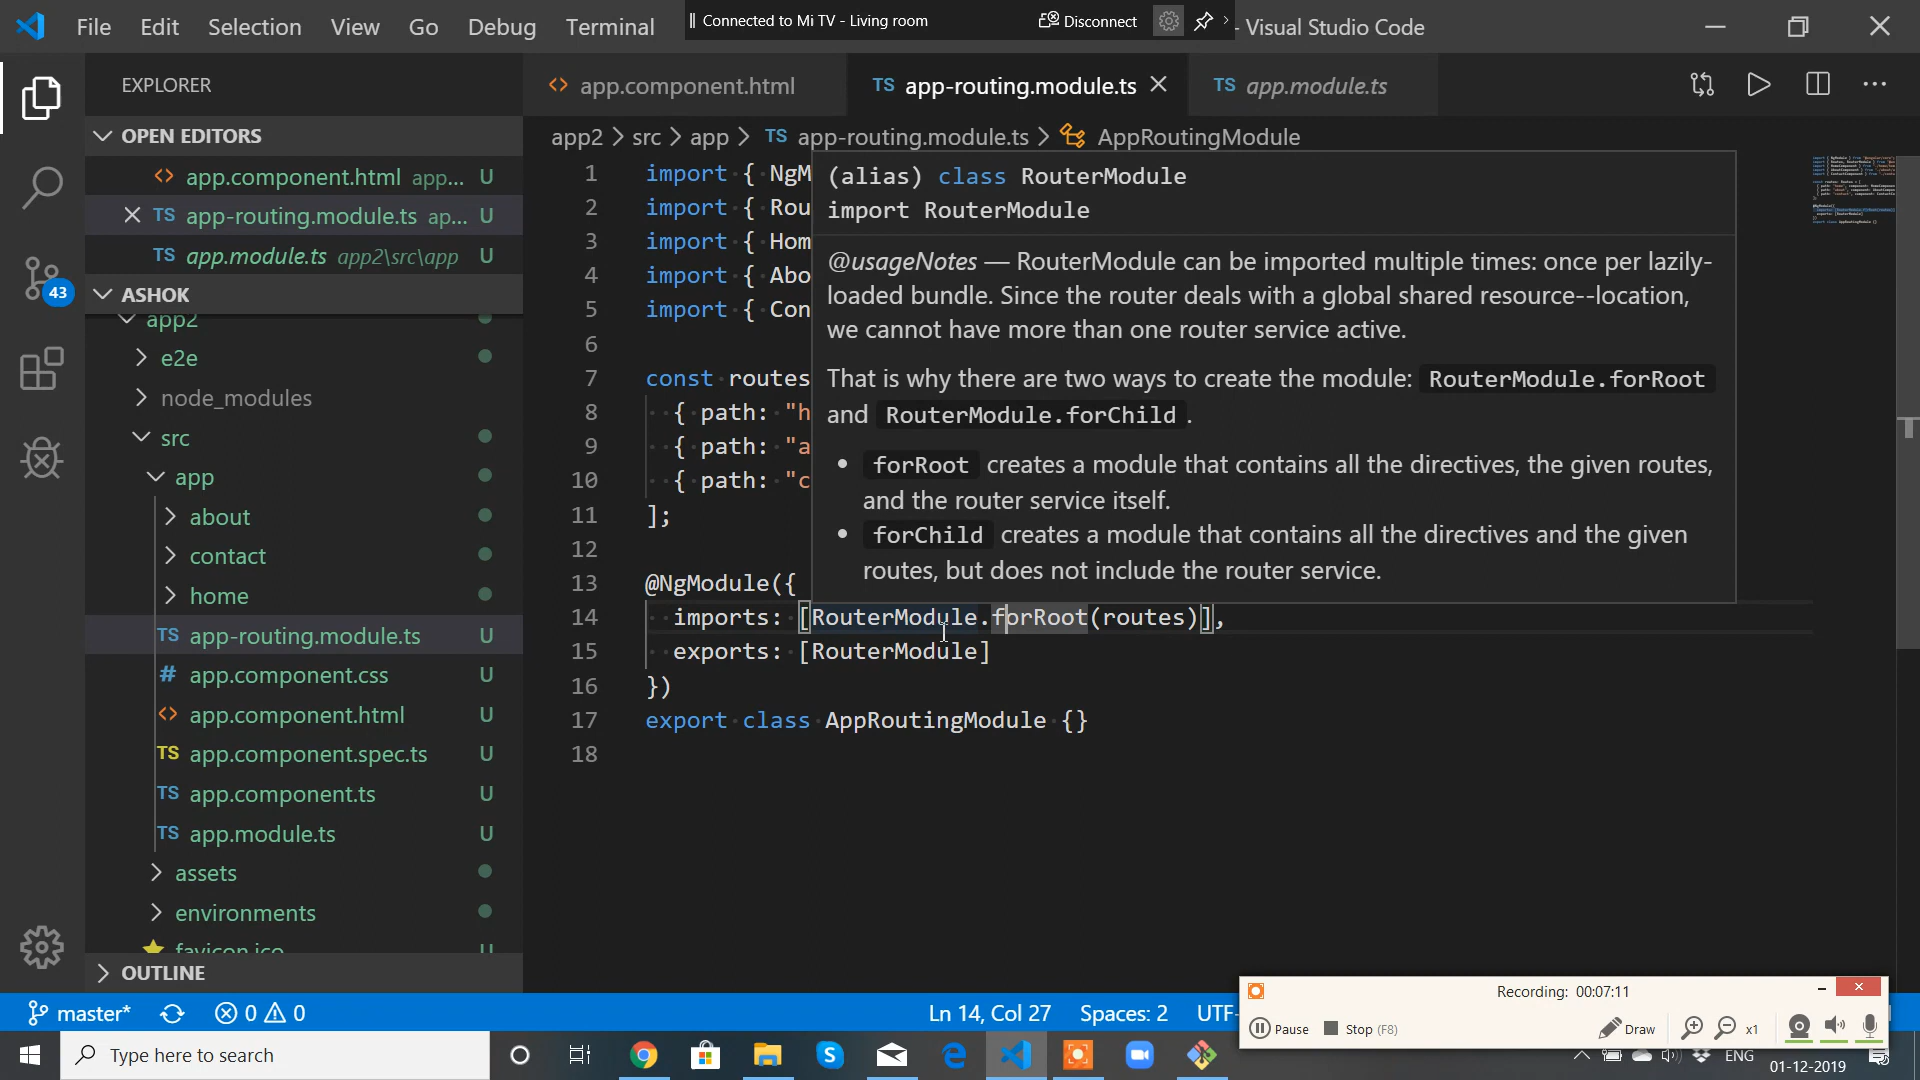 File Edit Selection View Go Debug Terminal
Connected to Mi TV - Living room Disconnect
- Visual Studio Code
EXPLORER
OPEN EDITORS
app.component.html app... U
TS app-routing.module.ts ap... U
TS app.module.ts app2\src\app U
43
ASHOK
app2
e2e
node_modules
src
app
about
contact
home
TS app-routing.module.ts U
# app.component.css U
app.component.html U
TS app.component.spec.ts U
TS app.component.ts U
TS app.module.ts U
assets
environments
favicon.ico U
OUTLINE
app.component.html
TS app-routing.module.ts
TS app.module.ts
app2 > src > app > TS app-routing.module.ts > AppRoutingModule
1 import { NgM
2 import { Rou
3 import { Hom
4 import { Abo
5 import { Con
6
7 const routes
8 { path: "h
9 { path: "a
10 { path: "c
11 ];
12
13 @NgModule({
14 imports: [RouterModule.forRoot(routes)],
15 exports: [RouterModule]
16 })
17 export class AppRoutingModule {}
18
(alias) class RouterModule
import RouterModule
@usageNotes — RouterModule can be imported multiple times: once per lazily-
loaded bundle. Since the router deals with a global shared resource--location,
we cannot have more than one router service active.
That is why there are two ways to create the module: RouterModule.forRoot
and RouterModule.forChild .
• forRoot creates a module that contains all the directives, the given routes,
and the router service itself.
• forChild creates a module that contains all the directives and the given
routes, but does not include the router service.
master* 0 0
Ln 14, Col 27 Spaces: 2 UTF-
Recording: 00:07:11
Pause Stop (F8) Draw x1
Type here to search
ENG
01-12-2019